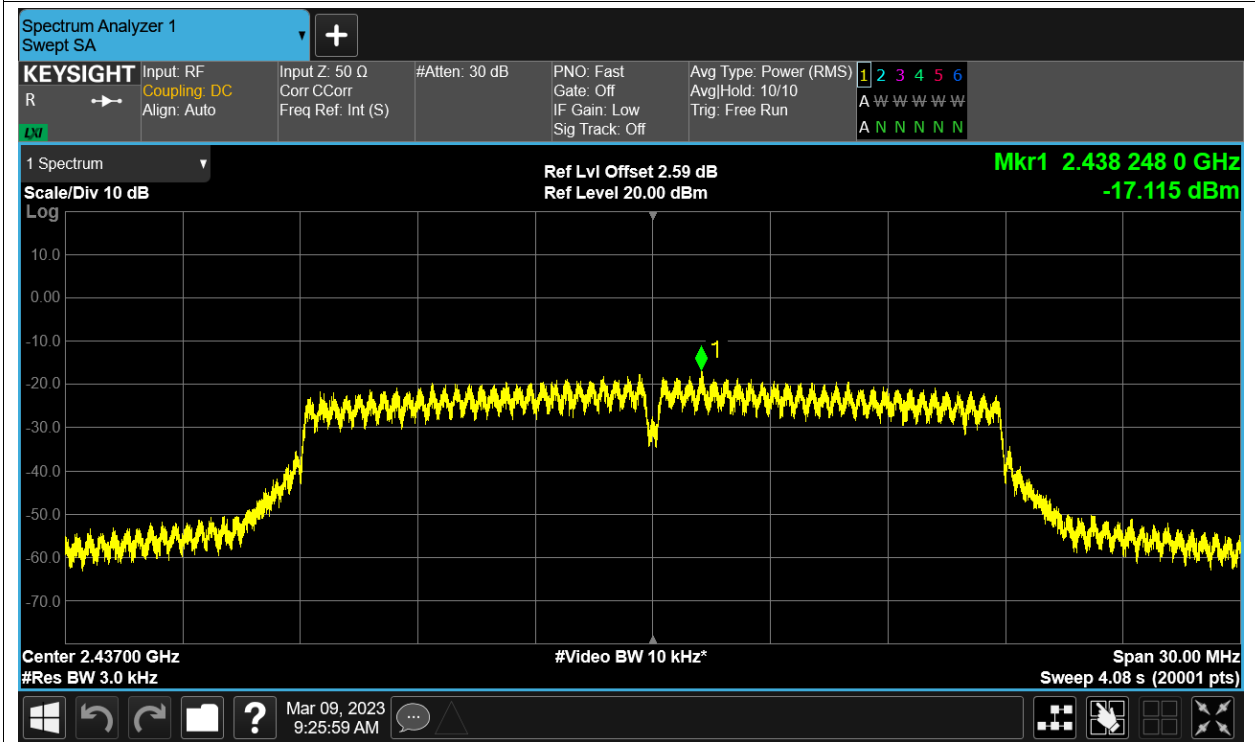 Spectrum Analyzer 1
Swept SA
KEYSIGHT
R
LXI
Input: RF
Coupling: DC
Align: Auto
Input Z: 50 Ω
Corr CCorr
Freq Ref: Int (S)
#Atten: 30 dB
PNO: Fast
Gate: Off
IF Gain: Low
Sig Track: Off
Avg Type: Power (RMS)
Avg|Hold: 10/10
Trig: Free Run
1 2 3 4 5 6
A W W W W W
A N N N N N
1 Spectrum
Scale/Div 10 dB
Log
Ref Lvl Offset 2.59 dB
Ref Level 20.00 dBm
Mkr1 2.438 248 0 GHz
-17.115 dBm
10.0
0.00
-10.0
1
-20.0
-30.0
-40.0
-50.0
-60.0
-70.0
Center 2.43700 GHz
#Res BW 3.0 kHz
#Video BW 10 kHz*
Span 30.00 MHz
Sweep 4.08 s (20001 pts)
?
Mar 09, 2023
9:25:59 AM